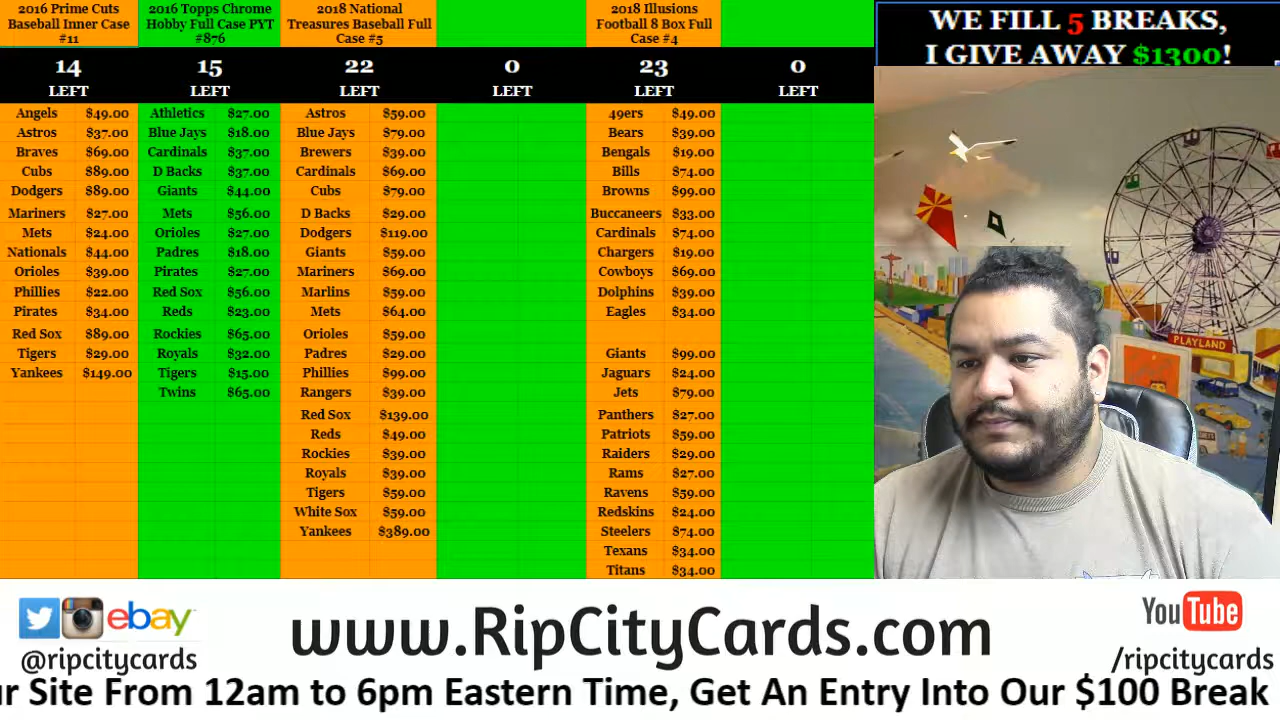 2016 Prime Cuts
Baseball Inner Case
#11
14
LEFT
Angels $49.00
Astros $37.00
Braves $69.00
Cubs $89.00
Dodgers $89.00
Mariners $27.00
Mets $24.00
Nationals $44.00
Orioles $39.00
Phillies $22.00
Pirates $34.00
Red Sox $89.00
Tigers $29.00
Yankees $149.00
2016 Topps Chrome
Hobby Full Case PYT
#876
15
LEFT
Athletics $27.00
Blue Jays $18.00
Cardinals $37.00
D Backs $37.00
Giants $44.00
Mets $56.00
Orioles $27.00
Padres $18.00
Pirates $27.00
Red Sox $56.00
Reds $23.00
Rockies $65.00
Royals $32.00
Tigers $15.00
Twins $65.00
2018 National
Treasures Baseball Full
Case #5
22
LEFT
Astros $59.00
Blue Jays $79.00
Brewers $39.00
Cardinals $69.00
Cubs $79.00
D Backs $29.00
Dodgers $119.00
Giants $59.00
Mariners $69.00
Marlins $59.00
Mets $64.00
Orioles $59.00
Padres $29.00
Phillies $99.00
Rangers $39.00
Red Sox $139.00
Reds $49.00
Rockies $39.00
Royals $39.00
Tigers $59.00
White Sox $59.00
Yankees $389.00
0
LEFT
2018 Illusions
Football 8 Box Full
Case #4
23
LEFT
49ers $49.00
Bears $39.00
Bengals $19.00
Bills $74.00
Browns $99.00
Buccaneers $33.00
Cardinals $74.00
Chargers $19.00
Cowboys $69.00
Dolphins $39.00
Eagles $34.00
Giants $99.00
Jaguars $24.00
Jets $79.00
Panthers $27.00
Patriots $59.00
Raiders $29.00
Rams $27.00
Ravens $59.00
Redskins $24.00
Steelers $74.00
Texans $34.00
Titans $34.00
0
LEFT
WE FILL 5 BREAKS,
I GIVE AWAY $1300!
PLAYLAND
ebay
@ripcitycards
www.RipCityCards.com
YouTube
/ripcitycards
ur Site From 12am to 6pm Eastern Time, Get An Entry Into Our $100 Break